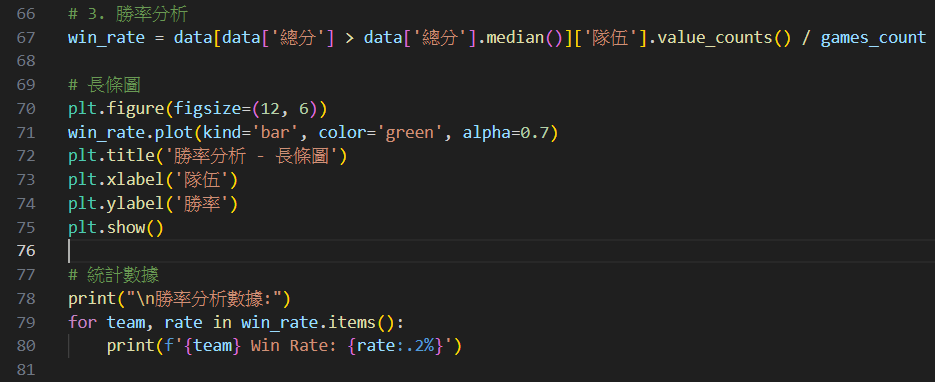 66 # 3. 勝率分析
67 win_rate = data[data['總分'] > data['總分'].median()]['隊伍'].value_counts() / games_count
68
69 # 長條圖
70 plt.figure(figsize=(12, 6))
71 win_rate.plot(kind='bar', color='green', alpha=0.7)
72 plt.title('勝率分析 - 長條圖')
73 plt.xlabel('隊伍')
74 plt.ylabel('勝率')
75 plt.show()
76
77 # 統計數據
78 print("\n勝率分析數據:")
79 for team, rate in win_rate.items():
80     print(f'{team} Win Rate: {rate:.2%}')
81